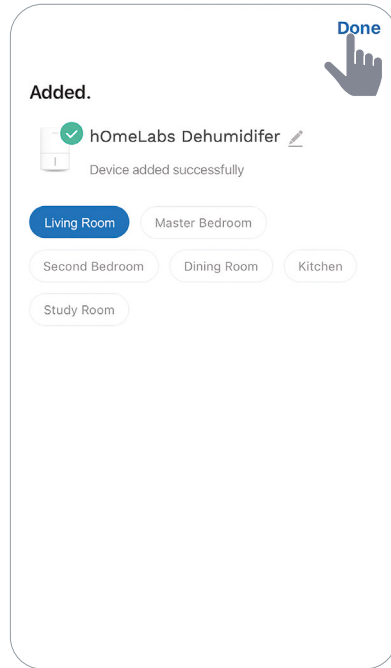 Done
Added.
hOmeLabs Dehumidifer
Device added successfully
Living Room Master Bedroom
Second Bedroom Dining Room Kitchen
Study Room